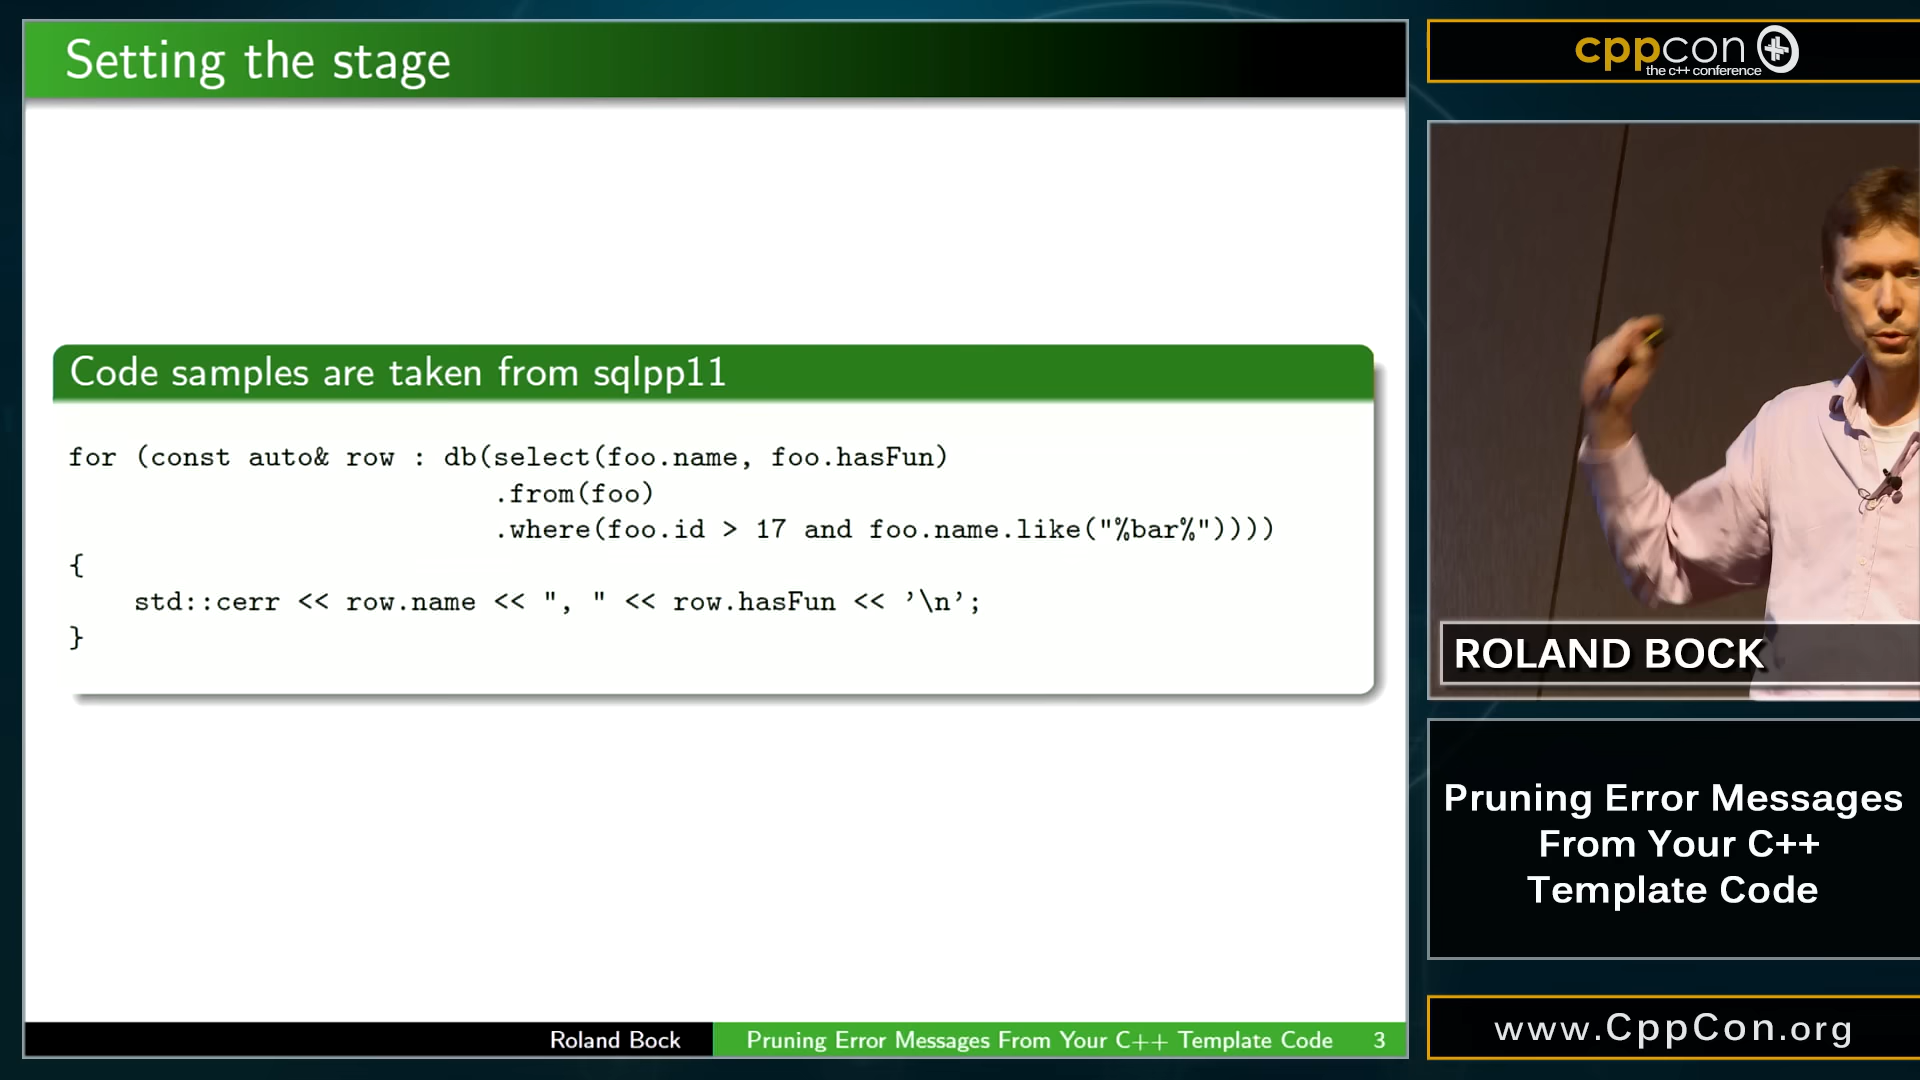 Setting the stage
Code samples are taken from sqlpp11
for (const auto& row : db(select(foo.name, foo.hasFun)
.from(foo)
.where(foo.id > 17 and foo.name.like("%bar%"))))
{
std::cerr << row.name << ", " << row.hasFun << '\n';
}
Roland Bock
Pruning Error Messages From Your C++ Template Code 3
cppcon
the c++ conference
ROLAND BOCK
Pruning Error Messages
From Your C++
Template Code
www.CppCon.org